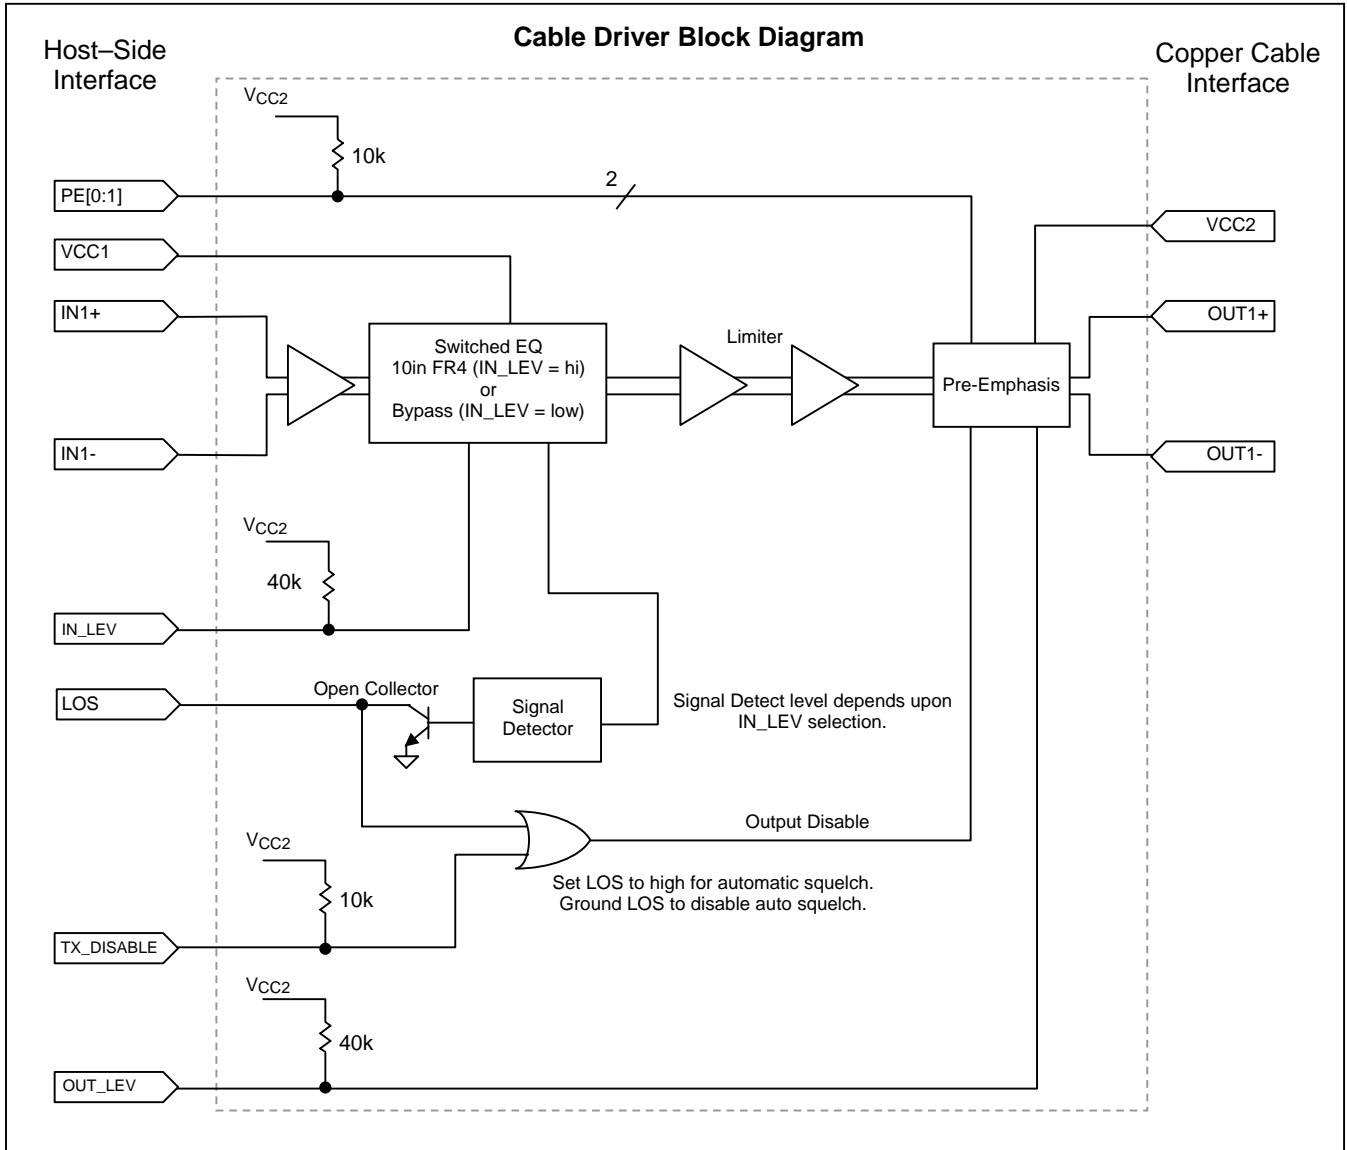 Cable Driver Block Diagram
Host–Side
Interface
Copper Cable
Interface
VCC2
10k
PE[0:1]
2
VCC1
VCC2
IN1+
OUT1+
Switched EQ
10in FR4 (IN_LEV = hi)
or
Bypass (IN_LEV = low)
Limiter
Pre-Emphasis
IN1-
OUT1-
VCC2
40k
IN_LEV
LOS
Open Collector
Signal
Detector
Signal Detect level depends upon
IN_LEV selection.
Output Disable
VCC2
10k
Set LOS to high for automatic squelch.
Ground LOS to disable auto squelch.
TX_DISABLE
VCC2
40k
OUT_LEV